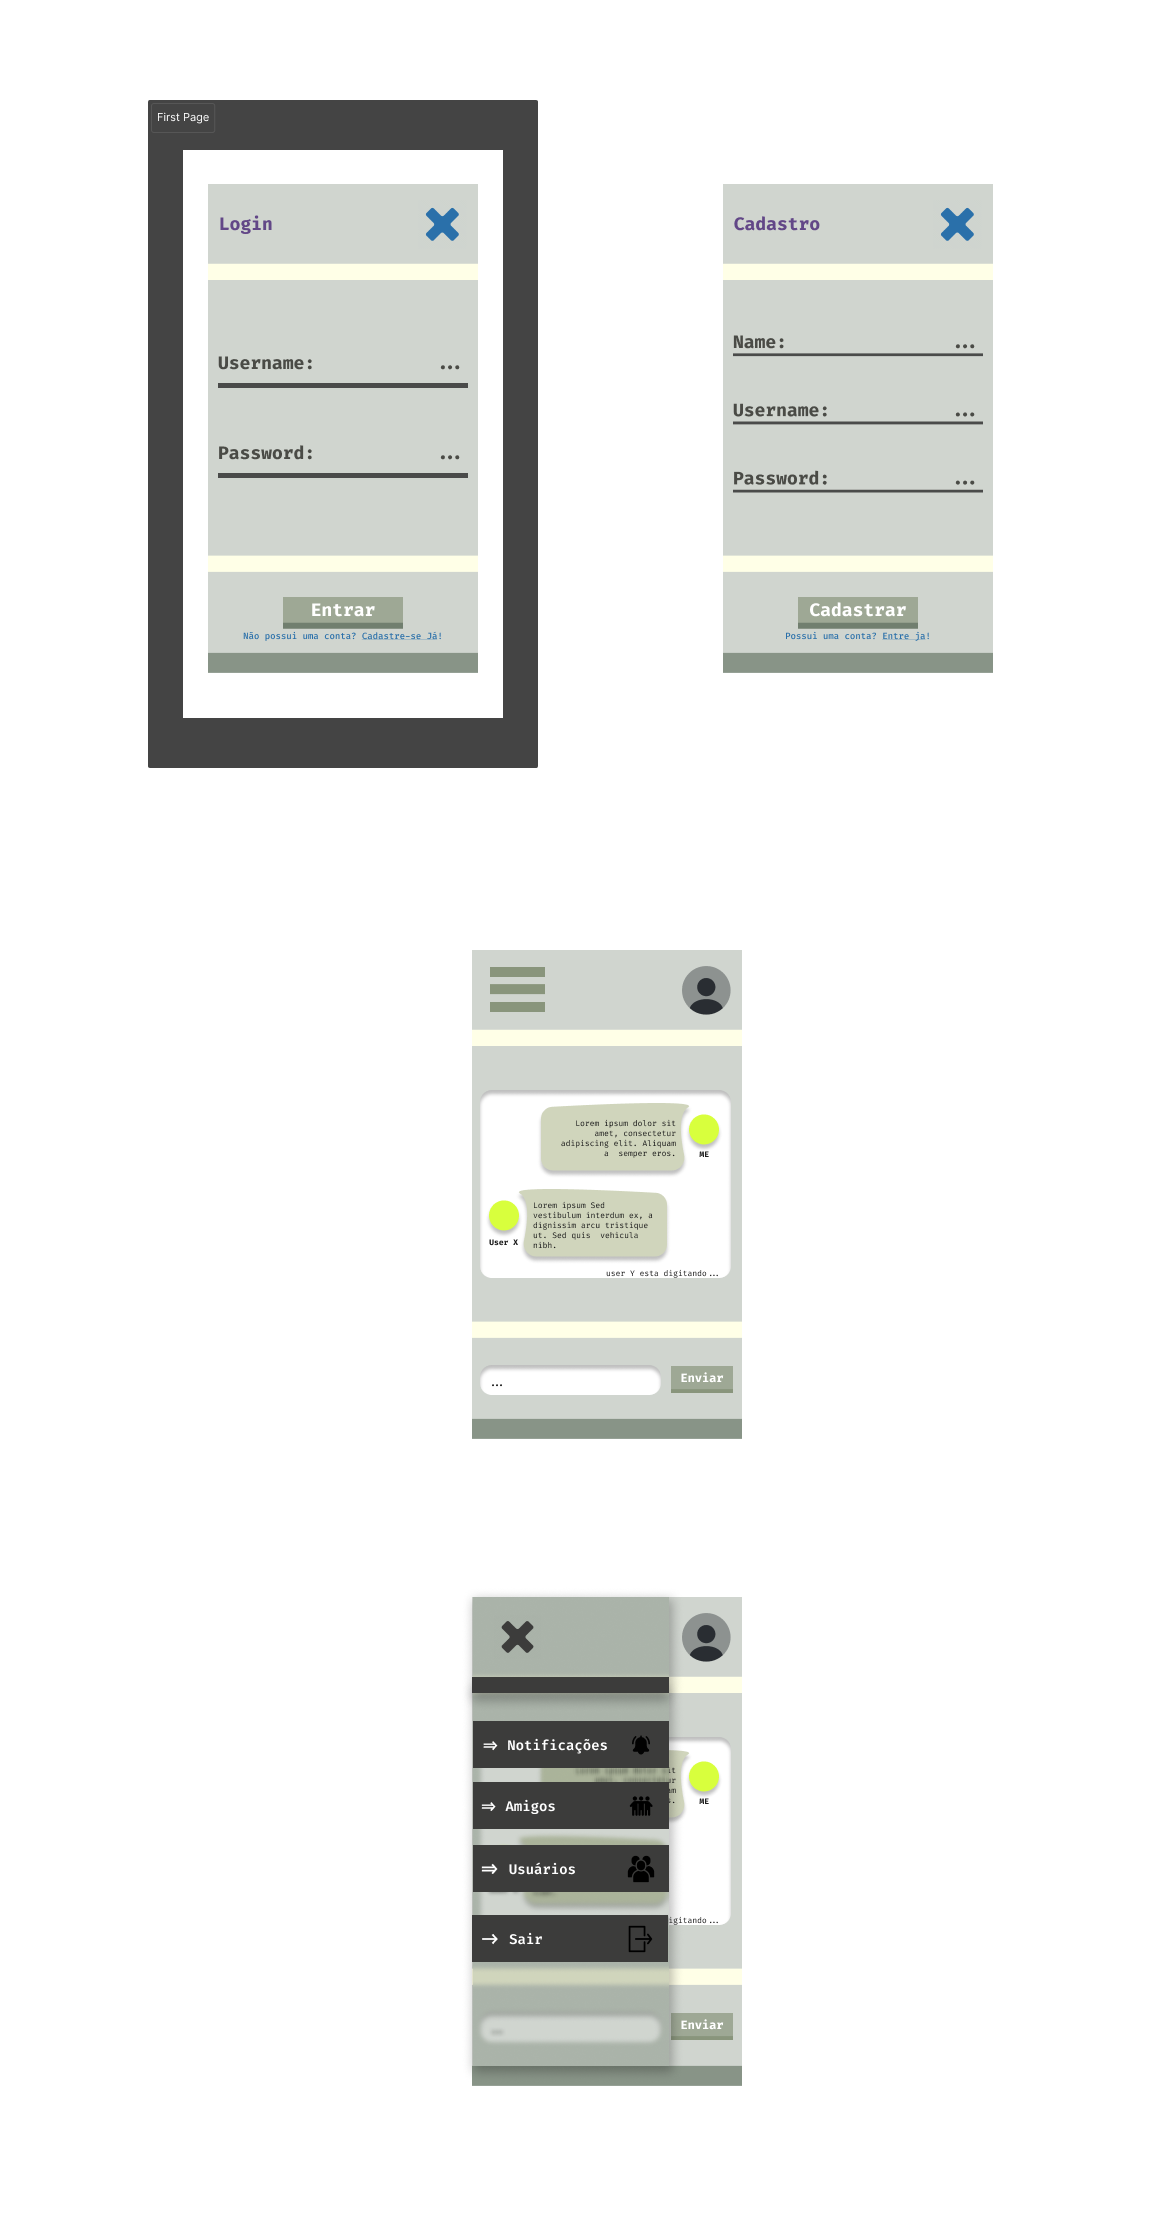 First Page
Login
Username: ...
Password: ...
Entrar
Não possui uma conta? Cadastre-se Já!
Cadastro
Name: ...
Username: ...
Password: ...
Cadastrar
Possui uma conta? Entre ja!
Lorem ipsum dolor sit
amet, consectetur
adipiscing elit. Aliquam
a semper eros.
ME
Lorem ipsum Sed
vestibulum interdum ex, a
dignissim arcu tristique
ut. Sed quis vehicula
nibh.
User X
user Y esta digitando...
...
Enviar
⇒ Notificações
⇒ Amigos
⇒ Usuários
→ Sair
ME
igitando...
Enviar